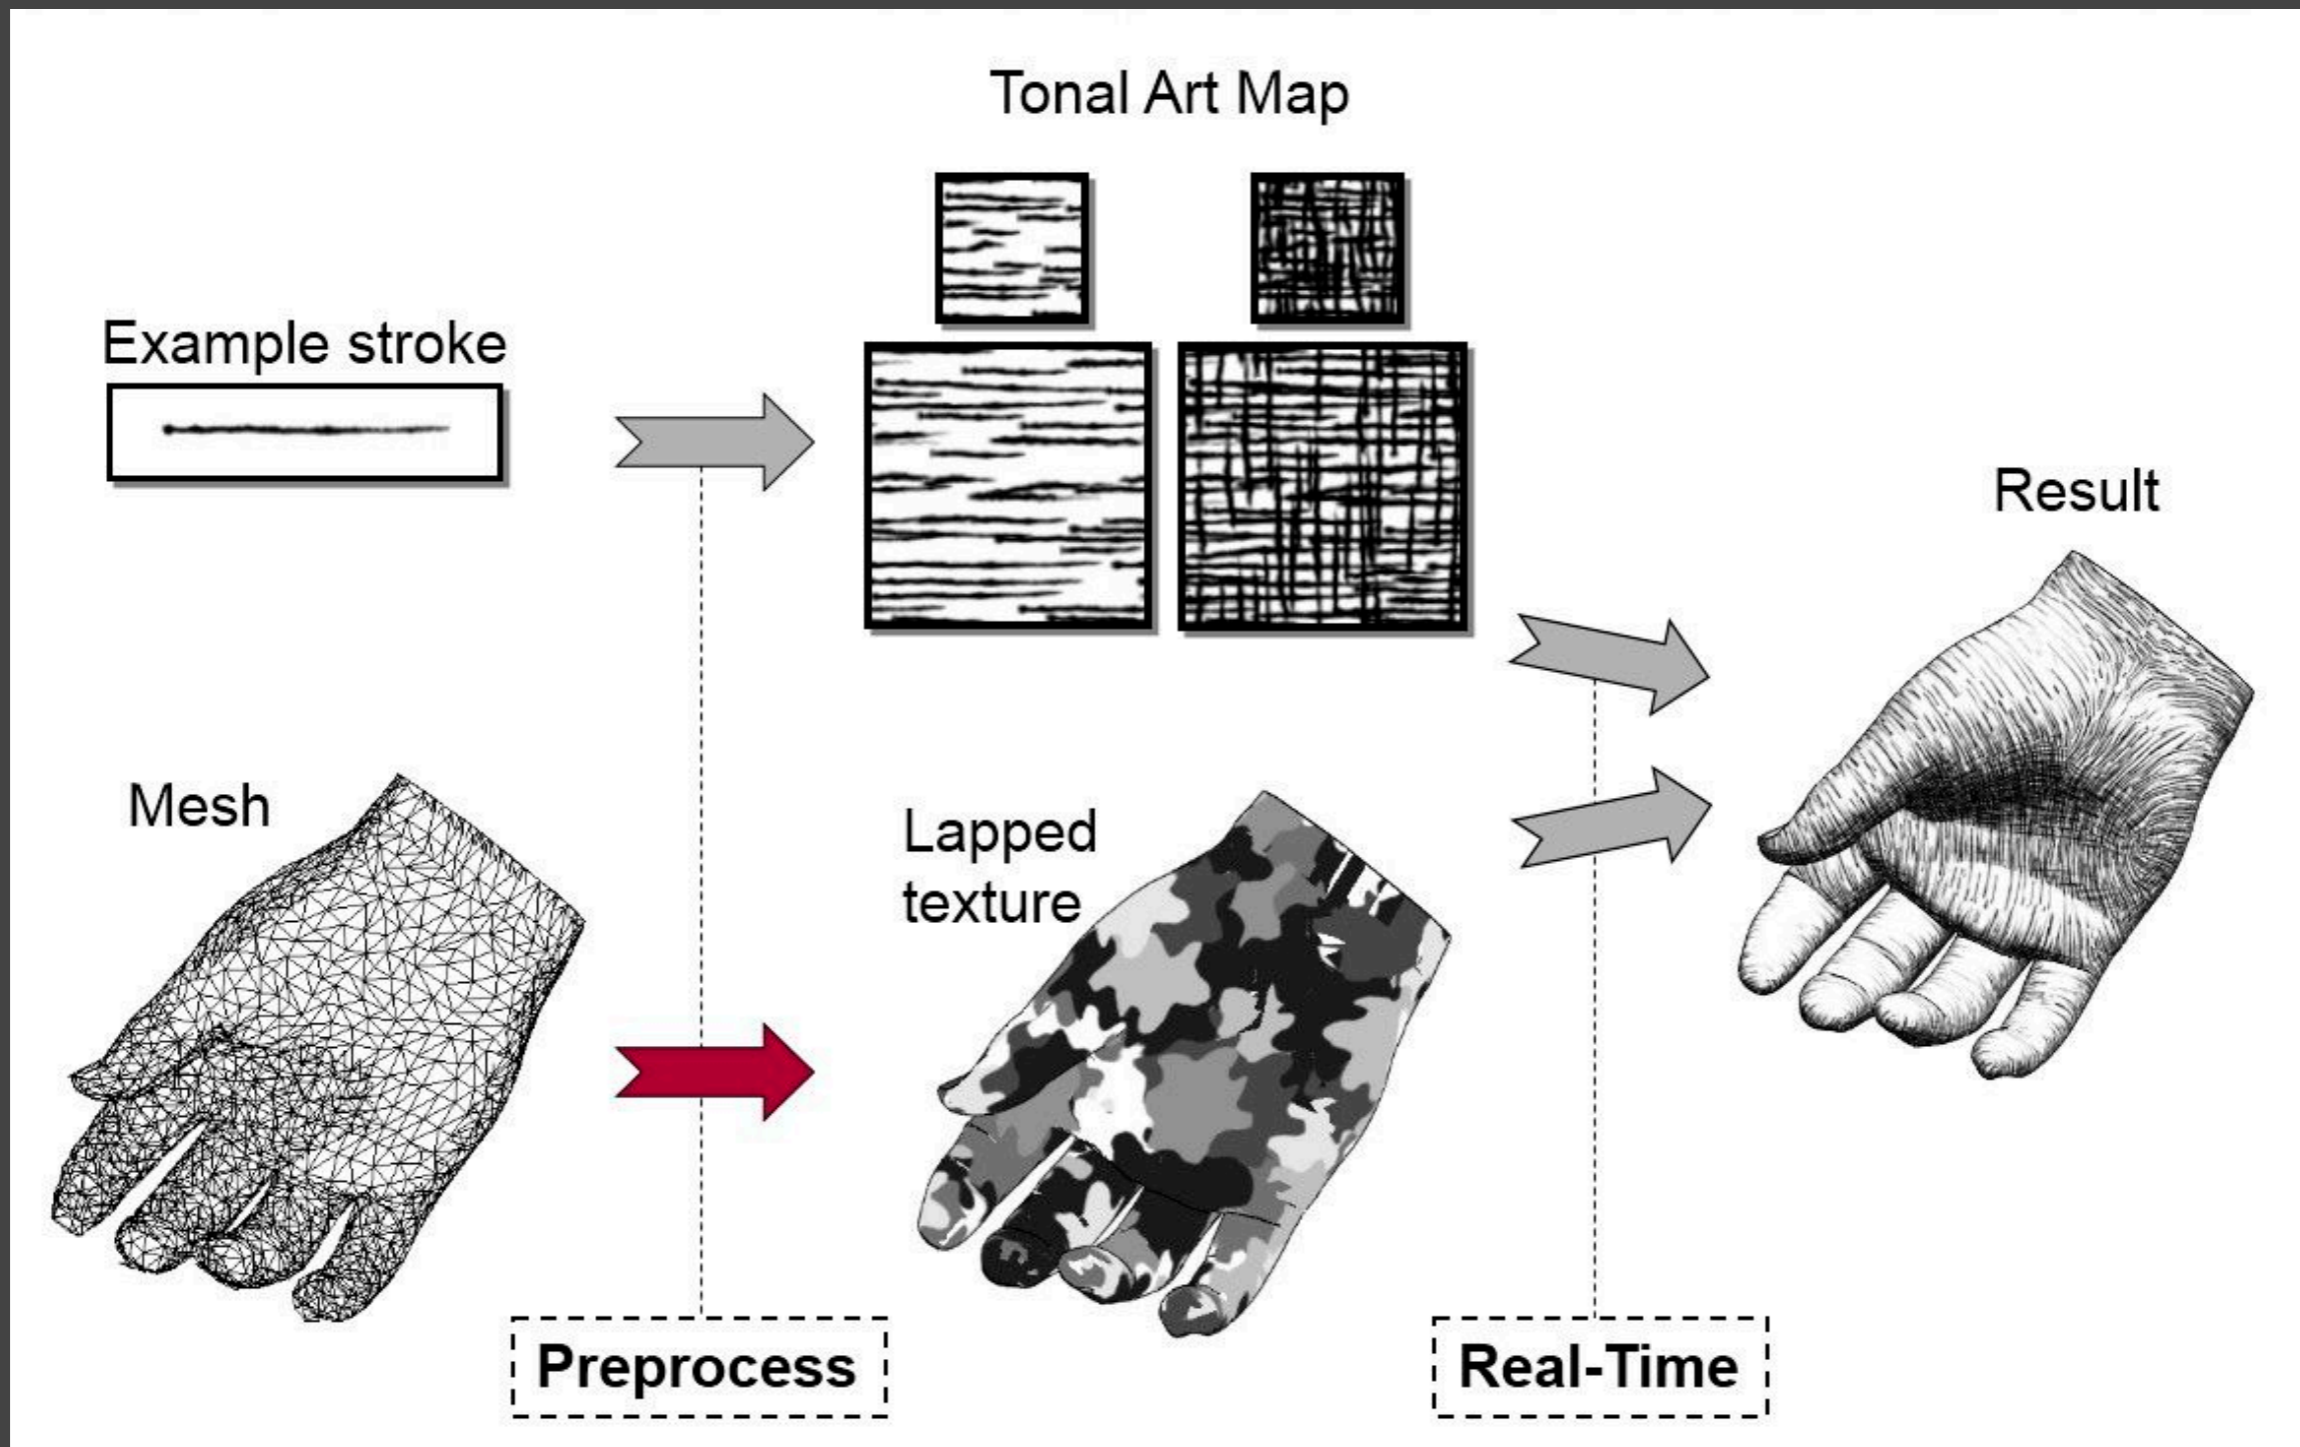 Tonal Art Map
Example stroke
Result
Mesh
Lapped
texture
Preprocess
Real-Time